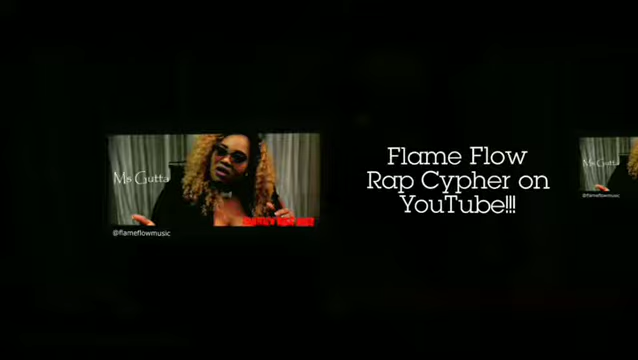 Ms Gutta
@flameflowmusic
Flame Flow
Rap Cypher on
YouTube!!!
Ms Gutta
@flameflowmusic